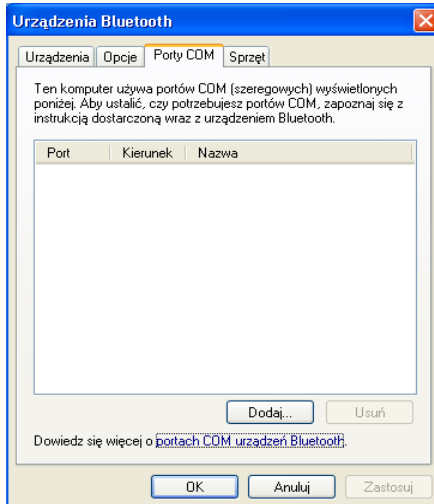 Urządzenia Bluetooth
Urządzenia Opcje Porty COM Sprzęt
Ten komputer używa portów COM (szeregowych) wyświetlonych
poniżej. Aby ustalić, czy potrzebujesz portów COM, zapoznaj się z
instrukcją dostarczoną wraz z urządzeniem Bluetooth.
Port Kierunek Nazwa
Dodaj... Usuń
Dowiedz się więcej o portach COM urządzeń Bluetooth.
OK Anuluj Zastosuj